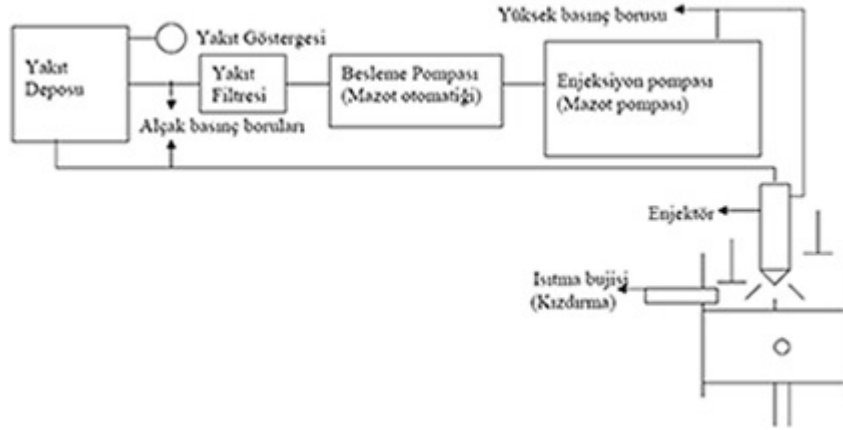 Yüksek basınç borusu
Yakıt Göstergesi
Yakıt
Deposu
Yakıt
Filtresi
Besleme Pompası
(Mazot otomatiği)
Enjeksiyon pompası
(Mazot pompası)
Alçak basınç boruları
Enjektör
Isıtma bujisi
(Kızdırma)